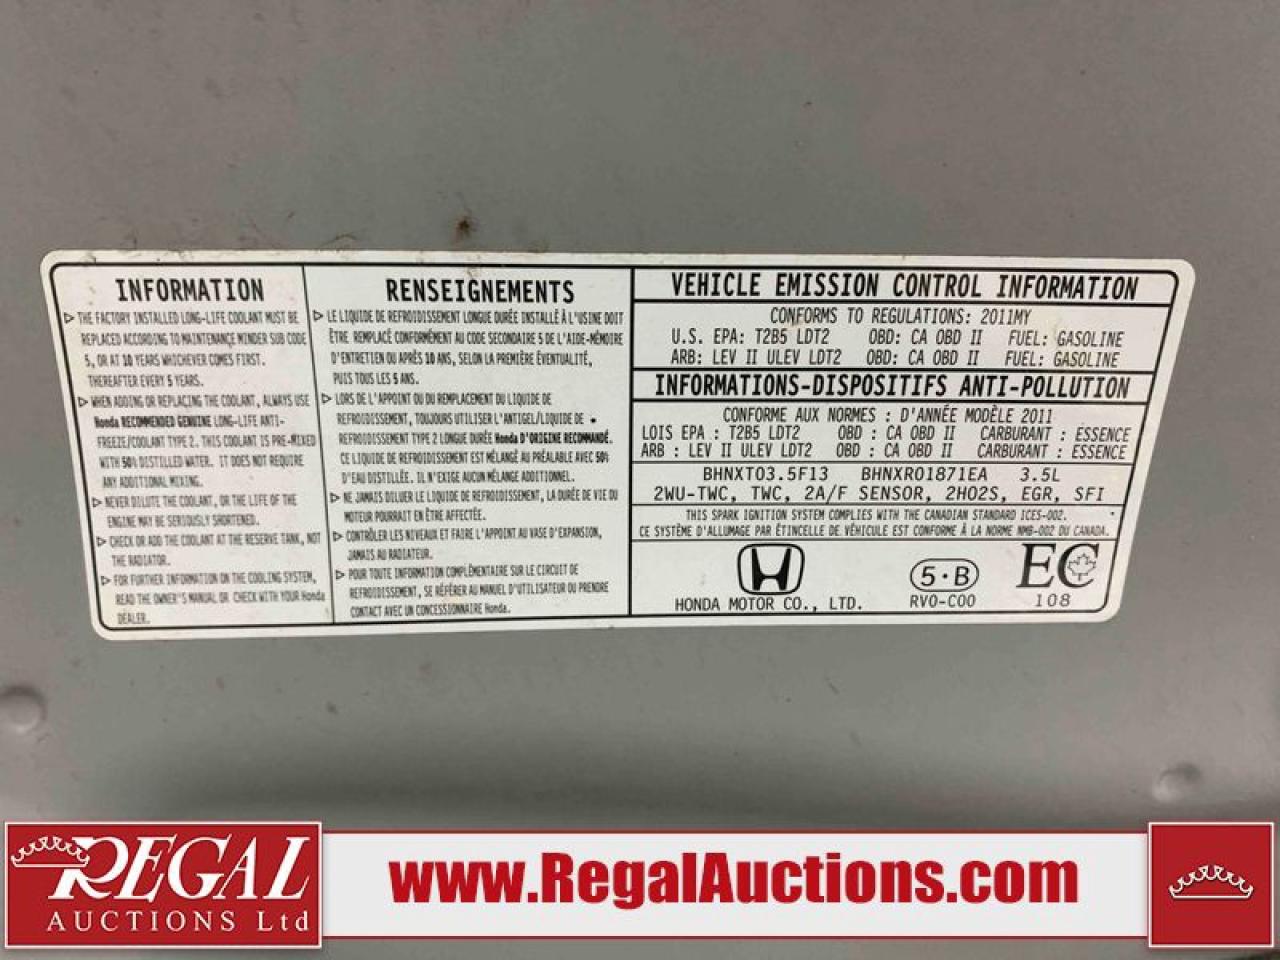 INFORMATION
▷ THE FACTORY INSTALLED LONG-LIFE COOLANT MUST BE
REPLACED ACCORDING TO MAINTENANCE MINDER SUB CODE
5, OR AT 10 YEARS WHICHEVER COMES FIRST.
THEREAFTER EVERY 5 YEARS.
▷ WHEN ADDING OR REPLACING THE COOLANT, ALWAYS USE
Honda RECOMMENDED GENUINE LONG-LIFE ANTI-
FREEZE/COOLANT TYPE 2. THIS COOLANT IS PRE-MIXED
WITH 50% DISTILLED WATER. IT DOES NOT REQUIRE
ANY ADDITIONAL MIXING.
▷ NEVER DILUTE THE COOLANT, OR THE LIFE OF THE
ENGINE MAY BE SERIOUSLY SHORTENED.
▷ CHECK OR ADD THE COOLANT AT THE RESERVE TANK, NOT
THE RADIATOR.
▷ FOR FURTHER INFORMATION ON THE COOLING SYSTEM,
READ THE OWNER'S MANUAL OR CHECK WITH YOUR Honda
DEALER.
RENSEIGNEMENTS
▷ LE LIQUIDE DE REFROIDISSEMENT LONGUE DURÉE INSTALLÉ À L'USINE DOIT
ÊTRE REMPLACÉ CONFORMÉMENT AU CODE SECONDAIRE 5 DE L'AIDE-MÉMOIRE
D'ENTRETIEN OU APRÈS 10 ANS, SELON LA PREMIÈRE ÉVENTUALITÉ,
PUIS TOUS LES 5 ANS.
▷ LORS DE L'APPOINT OU DU REMPLACEMENT DU LIQUIDE DE
REFROIDISSEMENT, TOUJOURS UTILISER L'ANTIGEL/LIQUIDE DE
REFROIDISSEMENT TYPE 2 LONGUE DURÉE Honda D'ORIGINE RECOMMANDÉ.
CE LIQUIDE DE REFROIDISSEMENT EST MÉLANGÉ AU PRÉALABLE AVEC 50%
D'EAU DISTILLÉE. IL N'EXIGE AUCUN MÉLANGE ADDITIONNEL.
▷ NE JAMAIS DILUER LE LIQUIDE DE REFROIDISSEMENT, LA DURÉE DE VIE DU
MOTEUR POURRAIT EN ÊTRE AFFECTÉE.
▷ CONTRÔLER LES NIVEAUX ET FAIRE L'APPOINT AU VASE D'EXPANSION,
JAMAIS AU RADIATEUR.
▷ POUR TOUTE INFORMATION COMPLÉMENTAIRE SUR LE CIRCUIT DE
REFROIDISSEMENT, SE RÉFÉRER AU MANUEL D'UTILISATEUR OU PRENDRE
CONTACT AVEC UN CONCESSIONNAIRE Honda.
VEHICLE EMISSION CONTROL INFORMATION
CONFORMS TO REGULATIONS: 2011MY
U.S. EPA: T2B5 LDT2 OBD: CA OBD II FUEL: GASOLINE
ARB: LEV II ULEV LDT2 OBD: CA OBD II FUEL: GASOLINE
INFORMATIONS-DISPOSITIFS ANTI-POLLUTION
CONFORME AUX NORMES : D'ANNÉE MODÈLE 2011
LOIS EPA : T2B5 LDT2 OBD : CA OBD II CARBURANT : ESSENCE
ARB : LEV II ULEV LDT2 OBD : CA OBD II CARBURANT : ESSENCE
BHNXT03.5F13 BHNXR01871EA 3.5L
2WU-TWC, TWC, 2A/F SENSOR, 2HO2S, EGR, SFI
THIS SPARK IGNITION SYSTEM COMPLIES WITH THE CANADIAN STANDARD ICES-002.
CE SYSTÈME D'ALLUMAGE PAR ÉTINCELLE DE VÉHICULE EST CONFORME À LA NORME NMB-002 DU CANADA.
HONDA MOTOR CO., LTD.
5·B
RV0-C00
EC
108
REGAL
AUCTIONS Ltd
www.RegalAuctions.com